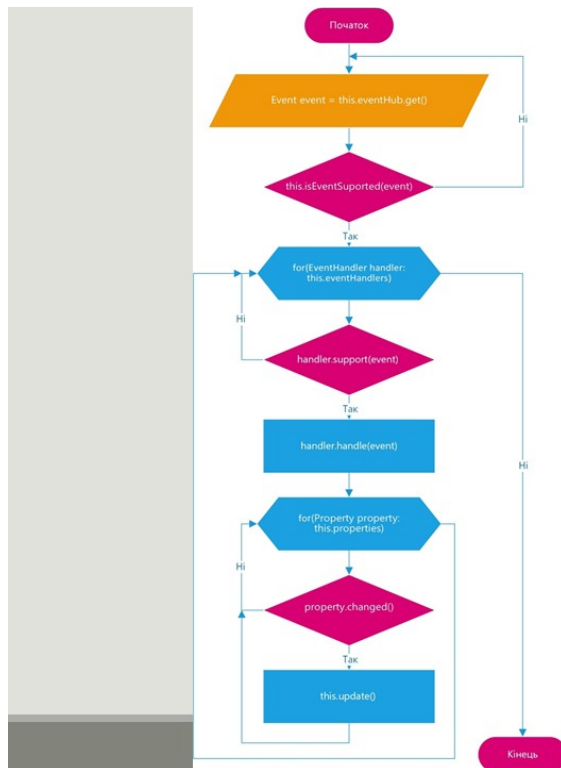 Початок
Event event = this.eventHub.get()
Ні
this.isEventSuported(event)
Так
for(EventHandler handler:
this.eventHandlers)
Ні
handler.support(event)
Так
handler.handle(event)
Ні
for(Property property:
this.properties)
Ні
property.changed()
Так
this.update()
Кінець